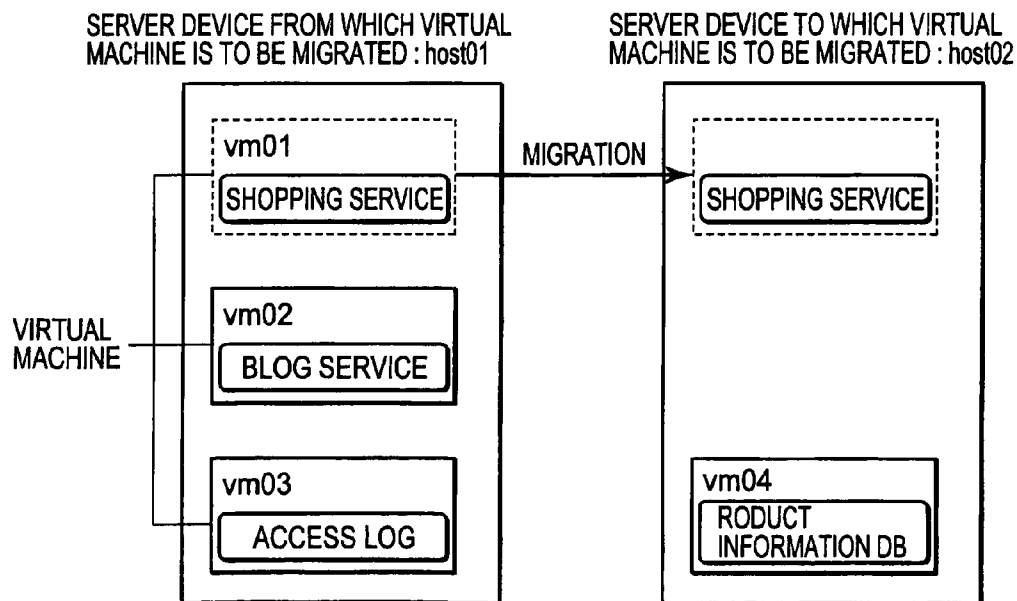 SERVER DEVICE FROM WHICH VIRTUAL
MACHINE IS TO BE MIGRATED : host01
SERVER DEVICE TO WHICH VIRTUAL
MACHINE IS TO BE MIGRATED : host02
vm01
SHOPPING SERVICE
MIGRATION
SHOPPING SERVICE
VIRTUAL
MACHINE
vm02
BLOG SERVICE
vm03
ACCESS LOG
vm04
RODUCT
INFORMATION DB